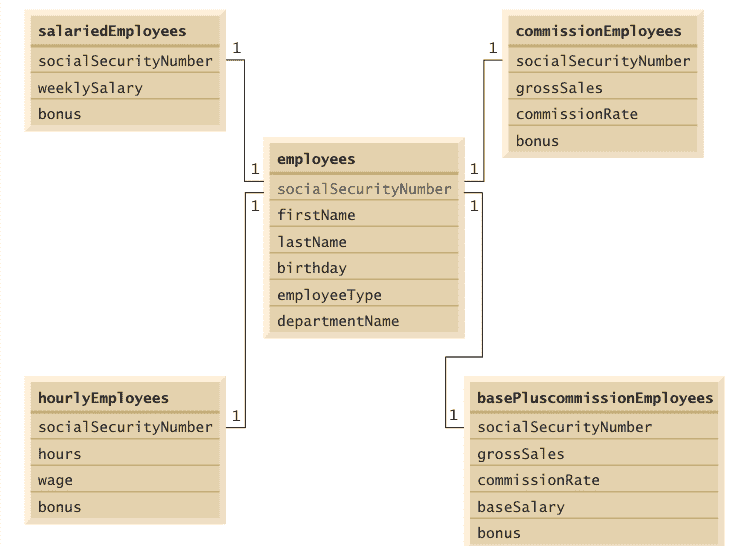 salariedEmployees
socialSecurityNumber
weeklySalary
bonus
1
commissionEmployees
socialSecurityNumber
grossSales
commissionRate
bonus
1
employees
socialSecurityNumber
firstName
lastName
birthday
employeeType
departmentName
1
1
1
1
hourlyEmployees
socialSecurityNumber
hours
wage
bonus
1
basePluscommissionEmployees
socialSecurityNumber
grossSales
commissionRate
baseSalary
bonus
1